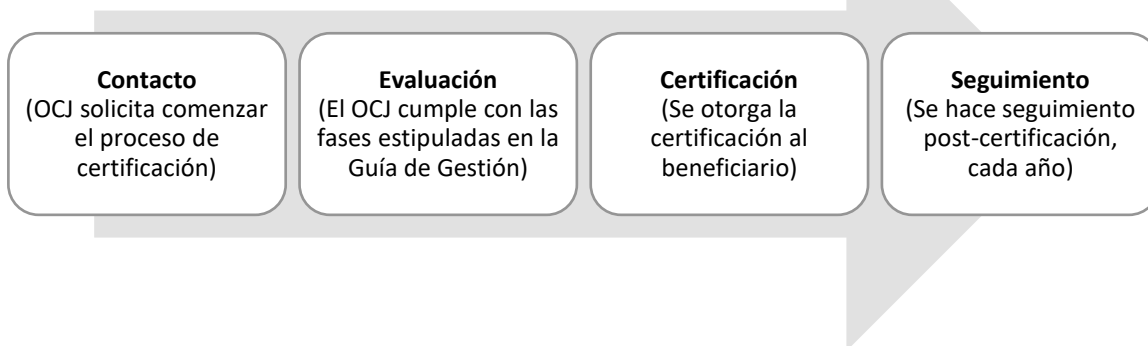 Contacto
(OCJ solicita comenzar
el proceso de
certificación)
Evaluación
(El OCJ cumple con las
fases estipuladas en la
Guía de Gestión)
Certificación
(Se otorga la
certificación al
beneficiario)
Seguimiento
(Se hace seguimiento
post-certificación,
cada año)